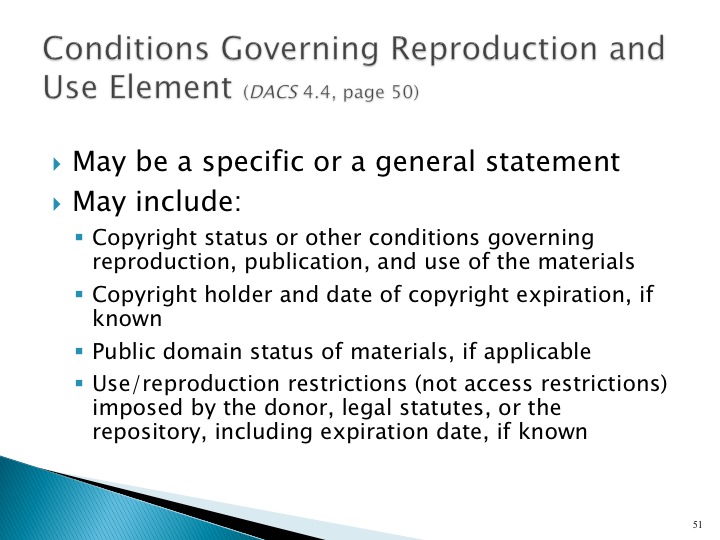 Conditions Governing Reproduction and
Use Element (DACS 4.4, page 50)
May be a specific or a general statement
May include:
Copyright status or other conditions governing
reproduction, publication, and use of the materials
Copyright holder and date of copyright expiration, if
known
Public domain status of materials, if applicable
Use/reproduction restrictions (not access restrictions)
imposed by the donor, legal statutes, or the
repository, including expiration date, if known
51